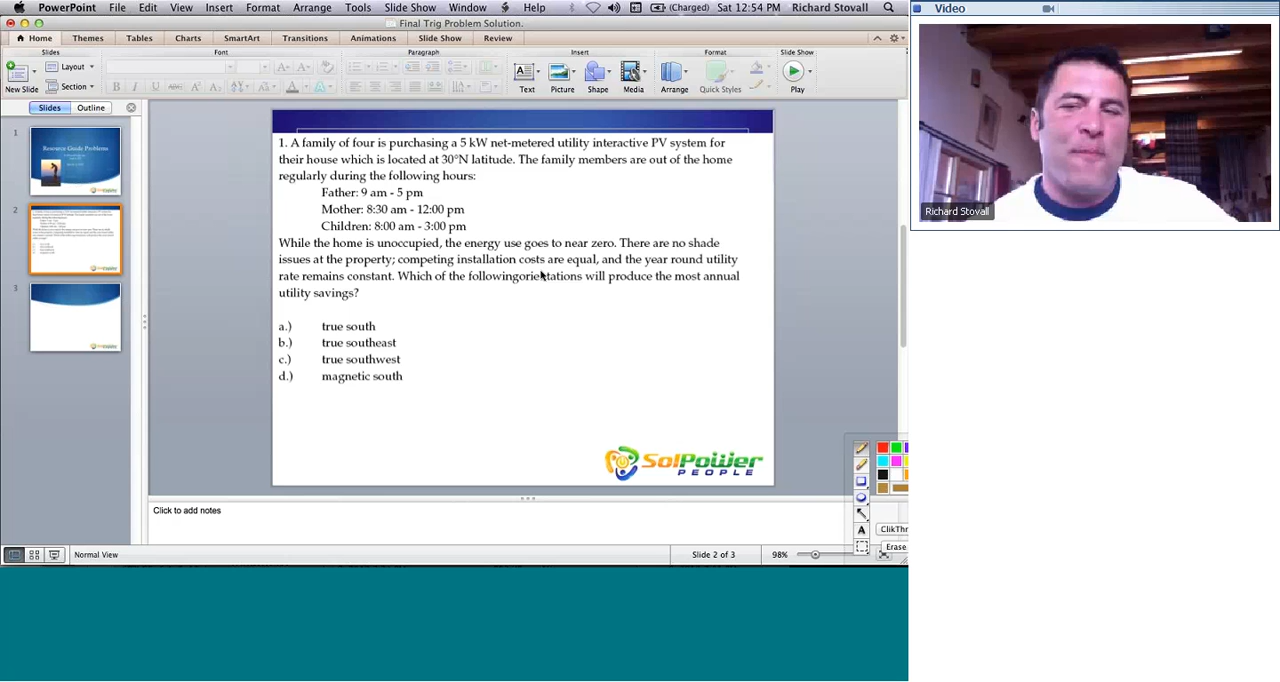 PowerPoint File Edit View Insert Format Arrange Tools Slide Show Window Help (Charged) Sat 12:54 PM Richard Stovall
Video
Final Trig Problem Solution.
Home Themes Tables Charts SmartArt Transitions Animations Slide Show Review
Slides Font Paragraph Insert Format Slide Show
Layout
Section
New Slide Text Picture Shape Media Arrange Quick Styles Play
Slides Outline
1
Resource Guide Problems
2
3
1. A family of four is purchasing a 5 kW net-metered utility interactive PV system for
their house which is located at 30°N latitude. The family members are out of the home
regularly during the following hours:
Father: 9 am - 5 pm
Mother: 8:30 am - 12:00 pm
Children: 8:00 am - 3:00 pm
While the home is unoccupied, the energy use goes to near zero. There are no shade
issues at the property; competing installation costs are equal, and the year round utility
rate remains constant. Which of the followingorientations will produce the most annual
utility savings?
a.) true south
b.) true southeast
c.) true southwest
d.) magnetic south
SolPower
PEOPLE
Richard Stovall
ClikThr
Erase
Click to add notes
Normal View Slide 2 of 3 98%